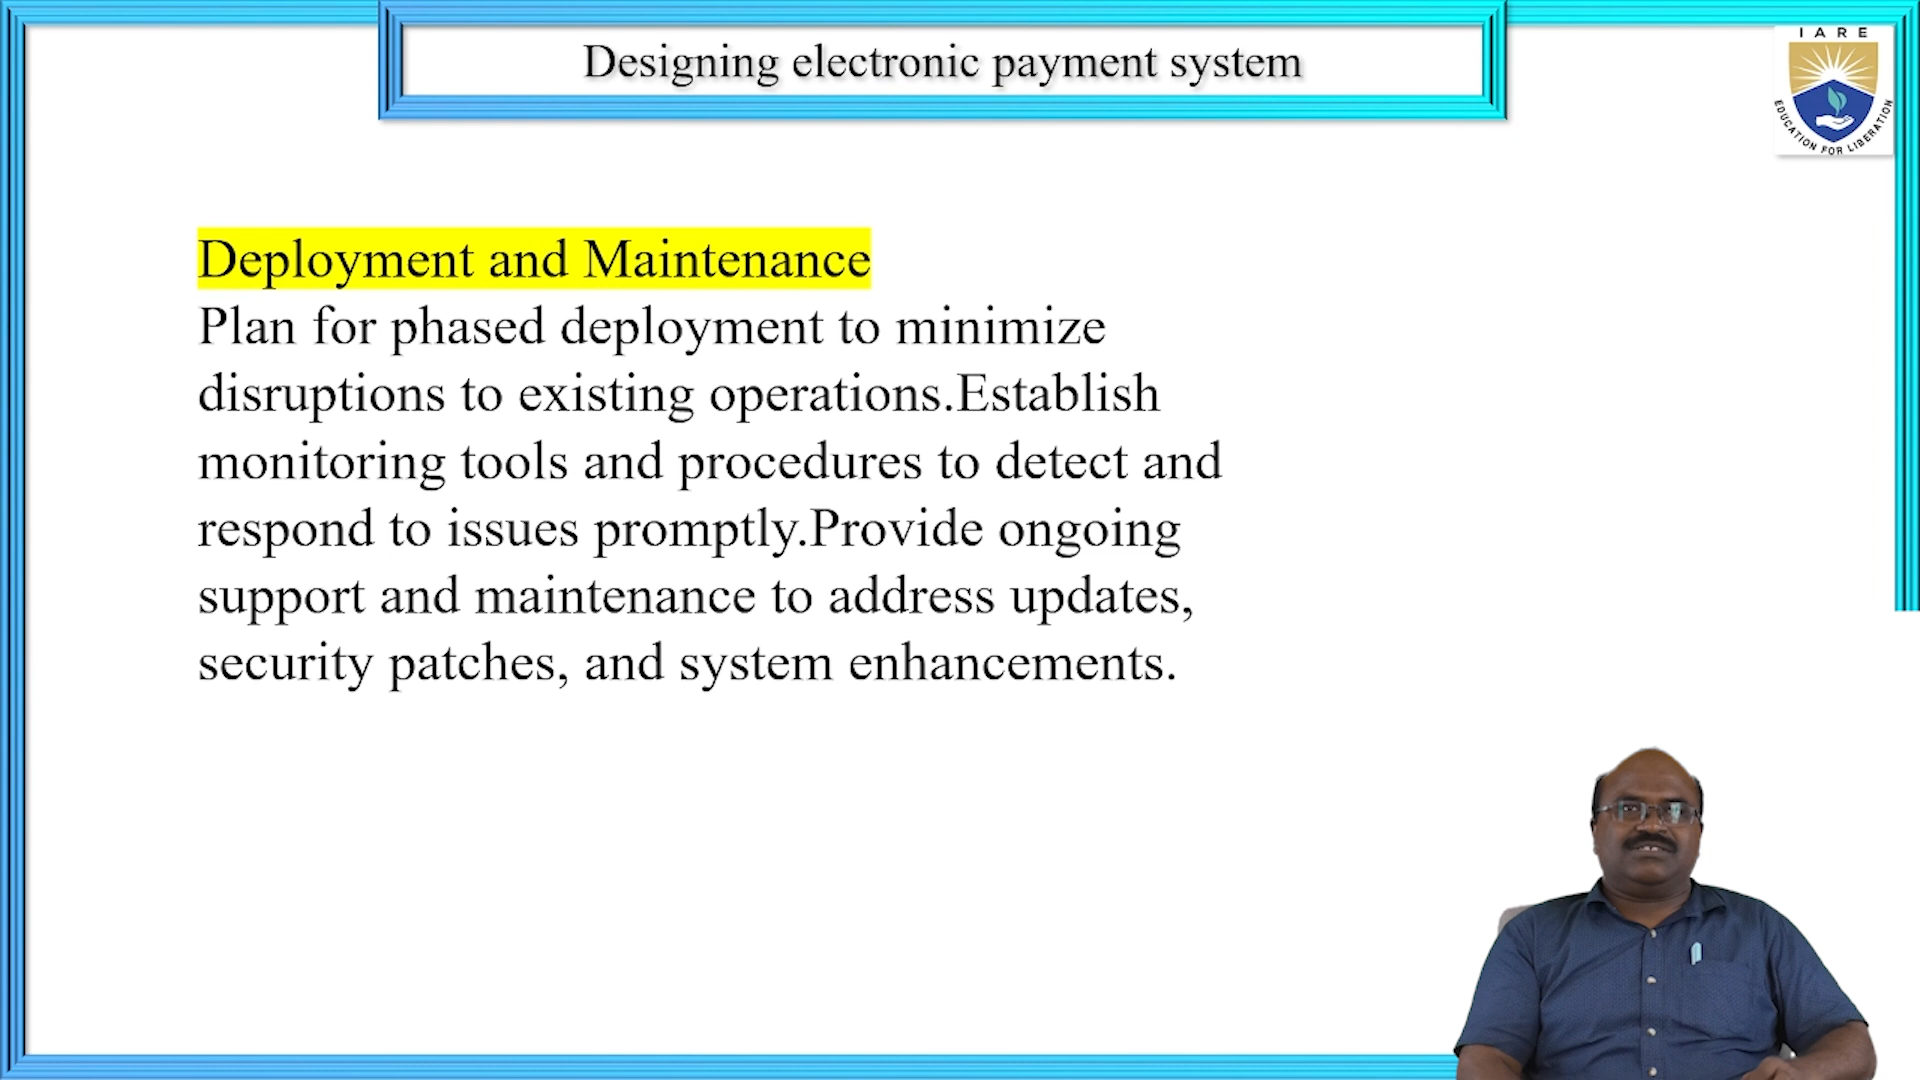 Designing electronic payment system
IARE
EDUCATION FOR LIBERATION
Deployment and Maintenance
Plan for phased deployment to minimize
disruptions to existing operations.Establish
monitoring tools and procedures to detect and
respond to issues promptly.Provide ongoing
support and maintenance to address updates,
security patches, and system enhancements.